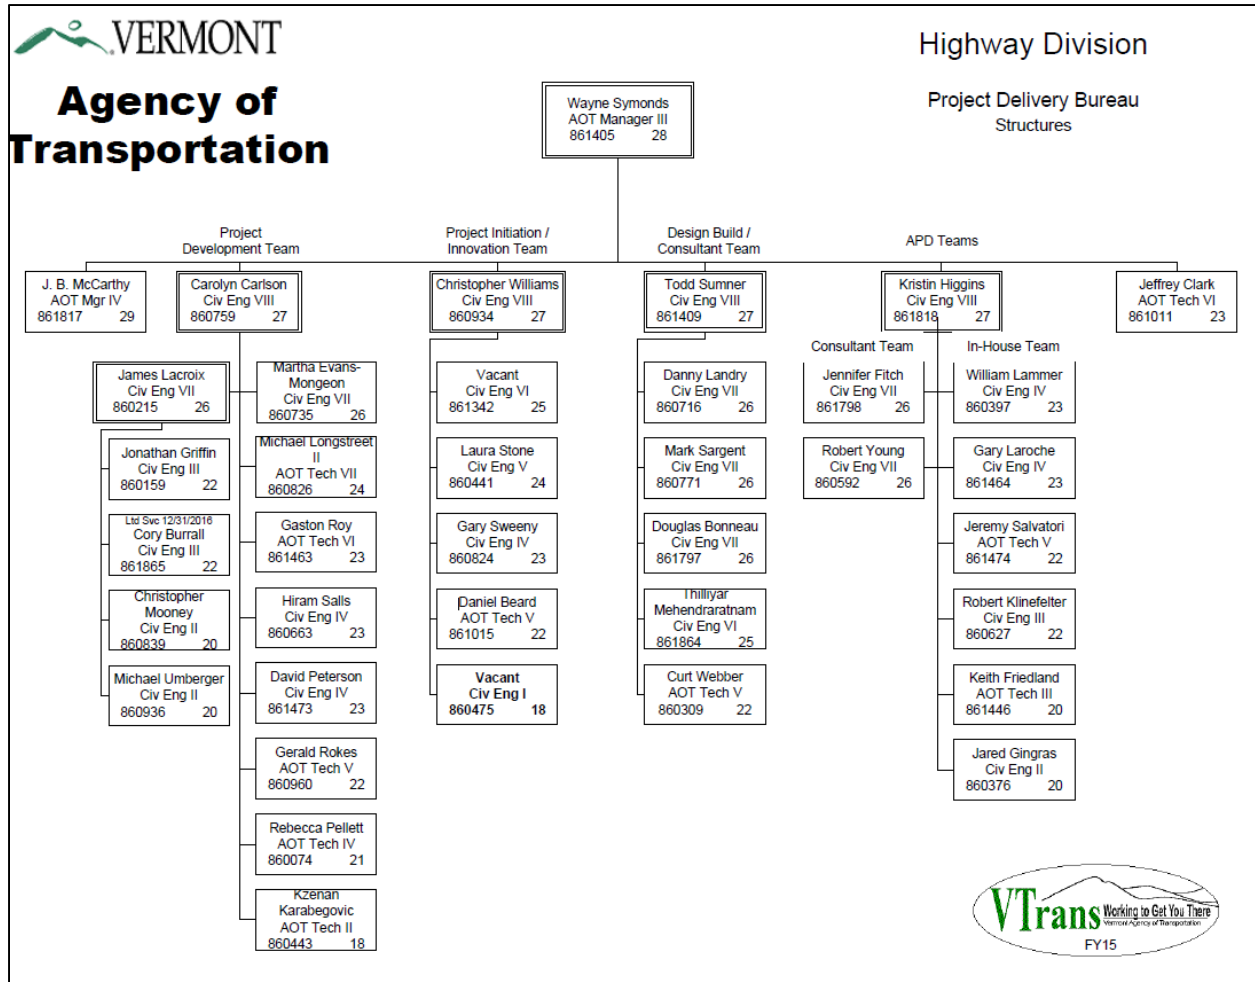 VERMONT
Agency of
Transportation
Highway Division
Project Delivery Bureau
Structures
Wayne Symonds
AOT Manager III
861405 28
Project
Development Team
Project Initiation /
Innovation Team
Design Build /
Consultant Team
APD Teams
J. B. McCarthy
AOT Mgr IV
861817 29
Carolyn Carlson
Civ Eng VIII
860759 27
Christopher Williams
Civ Eng VIII
860934 27
Todd Sumner
Civ Eng VIII
861409 27
Kristin Higgins
Civ Eng VIII
861818 27
Jeffrey Clark
AOT Tech VI
861011 23
James Lacroix
Civ Eng VII
860215 26
Jonathan Griffin
Civ Eng III
860159 22
Ltd Svc 12/31/2016
Cory Burrall
Civ Eng III
861865 22
Christopher
Mooney
Civ Eng II
860839 20
Michael Umberger
Civ Eng II
860936 20
Martha Evans-
Mongeon
Civ Eng VII
860735 26
Michael Longstreet
II
AOT Tech VII
860826 24
Gaston Roy
AOT Tech VI
861463 23
Hiram Salls
Civ Eng IV
860663 23
David Peterson
Civ Eng IV
861473 23
Gerald Rokes
AOT Tech V
860960 22
Rebecca Pellett
AOT Tech IV
860074 21
Kzenan
Karabegovic
AOT Tech II
860443 18
Vacant
Civ Eng VI
861342 25
Laura Stone
Civ Eng V
860441 24
Gary Sweeny
Civ Eng IV
860824 23
Daniel Beard
AOT Tech V
861015 22
Vacant
Civ Eng I
860475 18
Danny Landry
Civ Eng VII
860716 26
Mark Sargent
Civ Eng VII
860771 26
Douglas Bonneau
Civ Eng VII
861797 26
Thilliyar
Mehendraratnam
Civ Eng VI
861864 25
Curt Webber
AOT Tech V
860309 22
Consultant Team
Jennifer Fitch
Civ Eng VII
861798 26
Robert Young
Civ Eng VII
860592 26
In-House Team
William Lammer
Civ Eng IV
860397 23
Gary Laroche
Civ Eng IV
861464 23
Jeremy Salvatori
AOT Tech V
861474 22
Robert Klinefelter
Civ Eng III
860627 22
Keith Friedland
AOT Tech III
861446 20
Jared Gingras
Civ Eng II
860376 20
VTrans Working to Get You There
Vermont Agency of Transportation
FY15